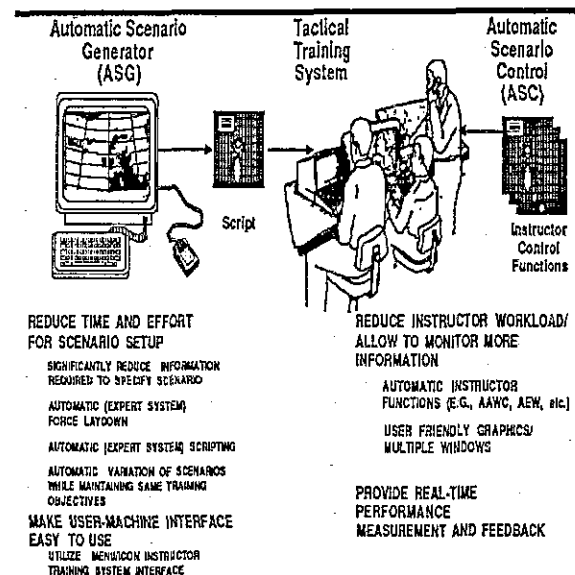 Automatic Scenario
Generator
(ASG)
Tactical
Training
System
Automatic
Scenario
Control
(ASC)
Script
Instructor
Control
Functions
REDUCE TIME AND EFFORT
FOR SCENARIO SETUP
SIGNIFICANTLY REDUCE INFORMATION
REQUIRED TO SPECIFY SCENARIO
AUTOMATIC (EXPERT SYSTEM)
FORCE LAYDOWN
AUTOMATIC (EXPERT SYSTEM) SCRIPTING
AUTOMATIC VARIATION OF SCENARIOS
WHILE MAINTAINING SAME TRAINING
OBJECTIVES
MAKE USER-MACHINE INTERFACE
EASY TO USE
UTILIZE MENU/ICON INSTRUCTOR
TRAINING SYSTEM INTERFACE
REDUCE INSTRUCTOR WORKLOAD/
ALLOW TO MONITOR MORE
INFORMATION
AUTOMATIC INSTRUCTOR
FUNCTIONS (E.G., AAWC, AEW, etc.)
USER FRIENDLY GRAPHICS/
MULTIPLE WINDOWS
PROVIDE REAL-TIME
PERFORMANCE
MEASUREMENT AND FEEDBACK